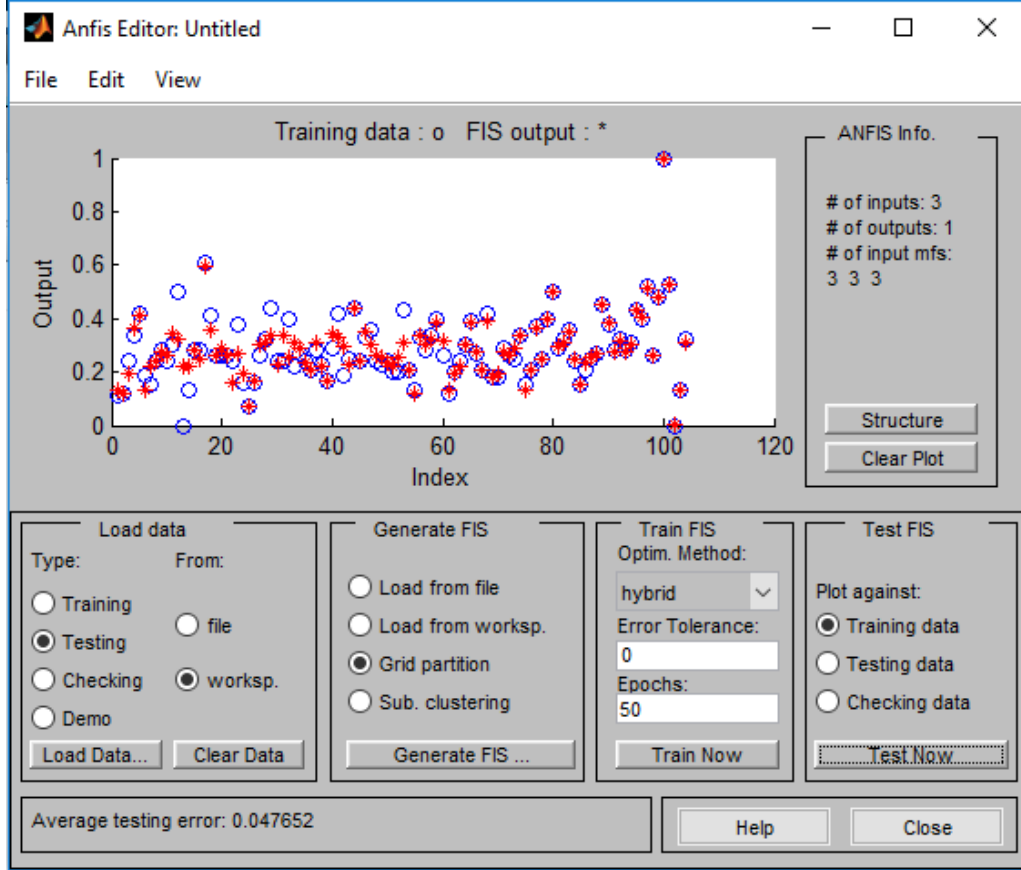 Anfis Editor: Untitled
File Edit View
Training data : o FIS output : *
1
0.8
0.6
0.4
0.2
0
Output
0 20 40 60 80 100 120
Index
ANFIS Info.
# of inputs: 3
# of outputs: 1
# of input mfs:
3 3 3
Structure
Clear Plot
Load data
Type: From:
Training
Testing
Checking
Demo
file
worksp.
Load Data... Clear Data
Generate FIS
Load from file
Load from worksp.
Grid partition
Sub. clustering
Generate FIS ...
Train FIS
Optim. Method:
hybrid
Error Tolerance:
0
Epochs:
50
Train Now
Test FIS
Plot against:
Training data
Testing data
Checking data
Test Now
Average testing error: 0.047652
Help Close